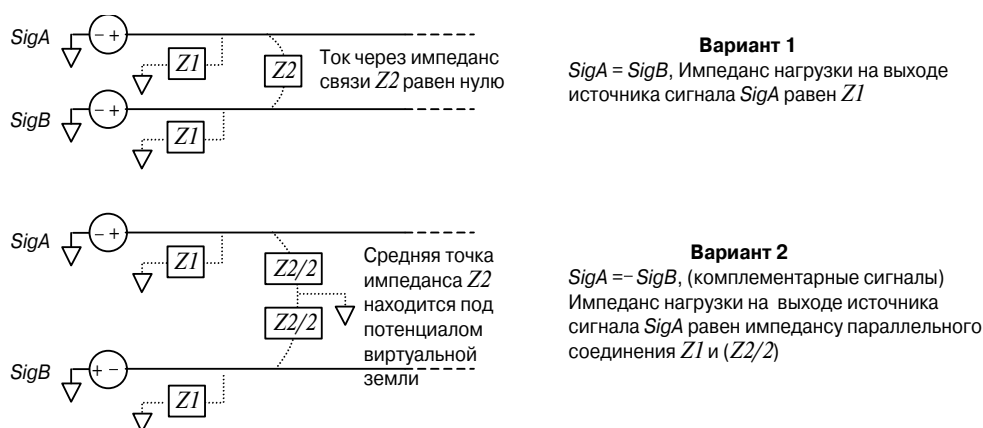 SigA
- +
Z1
Z2
Ток через импеданс
связи Z2 равен нулю
SigB
- +
Z1
Вариант 1
SigA = SigB, Импеданс нагрузки на выходе
источника сигнала SigA равен Z1
SigA
- +
Z1
Z2/2
Z2/2
Средняя точка
импеданса Z2
находится под
потенциалом
виртуальной
земли
SigB
+ -
Z1
Вариант 2
SigA =- SigB, (комплементарные сигналы)
Импеданс нагрузки на выходе источника
сигнала SigA равен импедансу параллельного
соединения Z1 и (Z2/2)